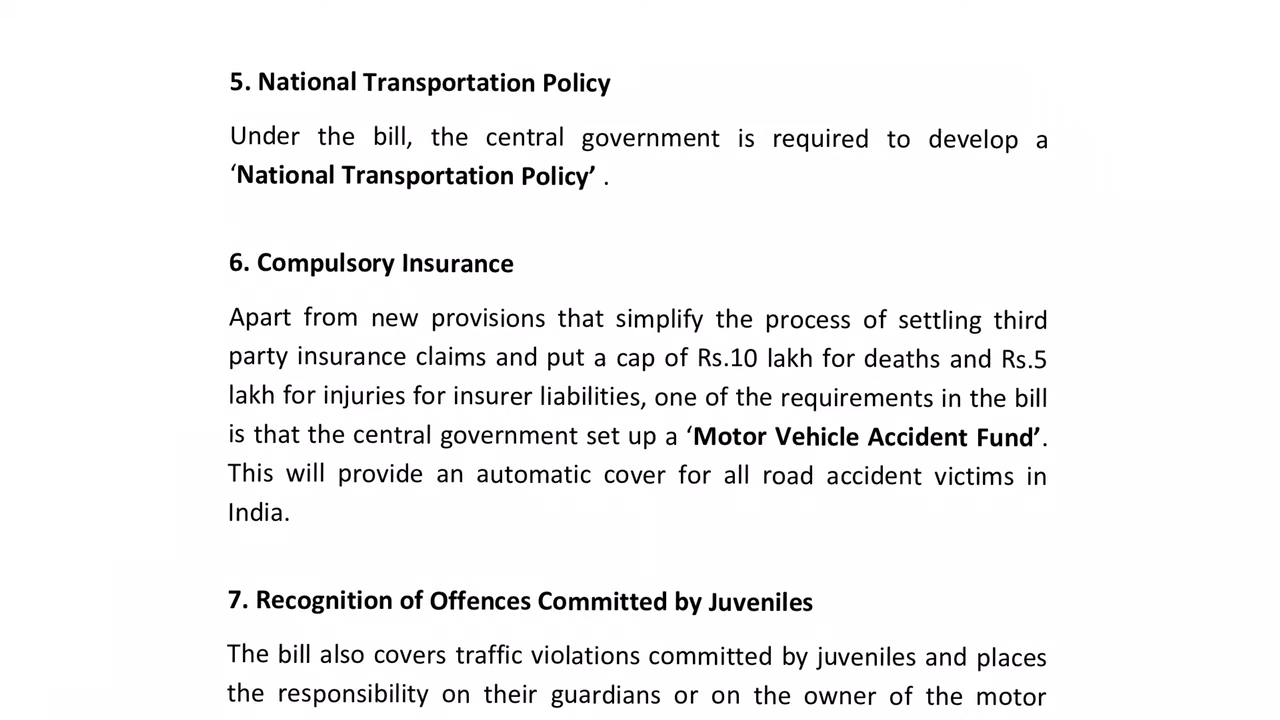 5. National Transportation Policy
Under the bill, the central government is required to develop a
‘National Transportation Policy’ .
6. Compulsory Insurance
Apart from new provisions that simplify the process of settling third
party insurance claims and put a cap of Rs.10 lakh for deaths and Rs.5
lakh for injuries for insurer liabilities, one of the requirements in the bill
is that the central government set up a ‘Motor Vehicle Accident Fund’.
This will provide an automatic cover for all road accident victims in
India.
7. Recognition of Offences Committed by Juveniles
The bill also covers traffic violations committed by juveniles and places
the responsibility on their guardians or on the owner of the motor